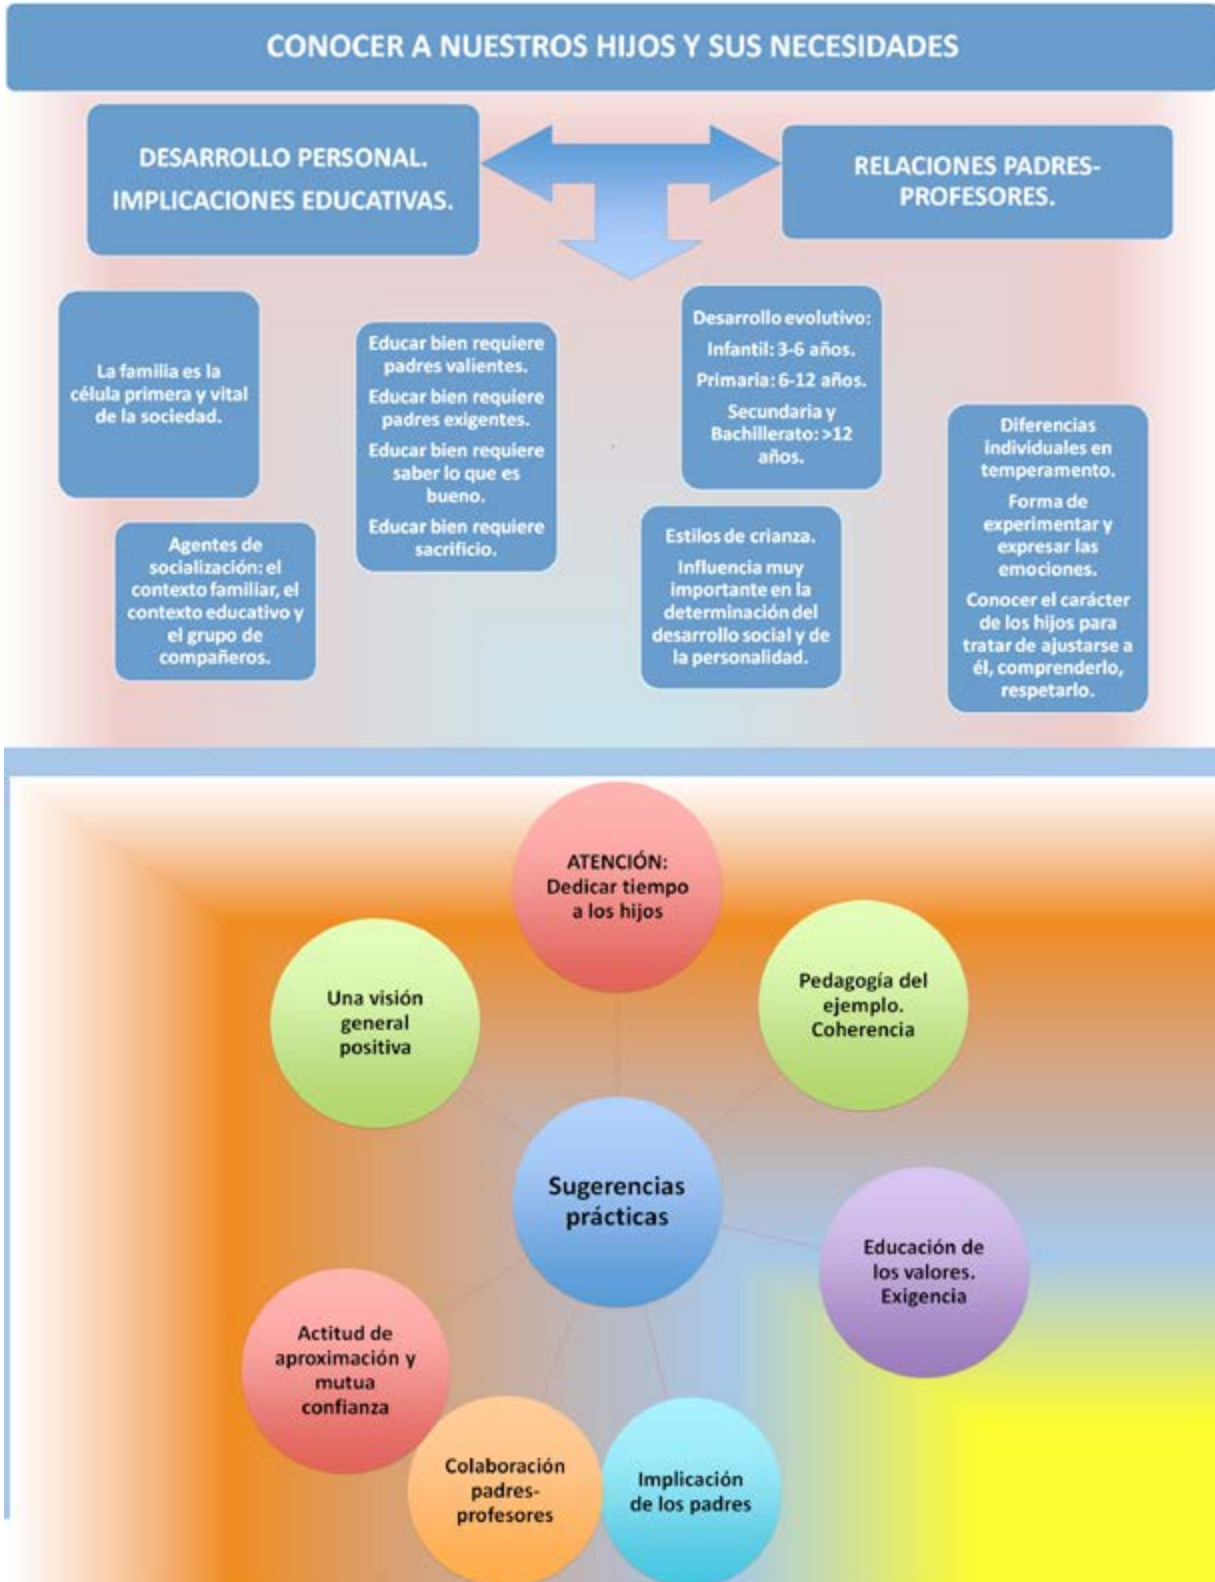 CONOCER A NUESTROS HIJOS Y SUS NECESIDADES
DESARROLLO PERSONAL.
IMPLICACIONES EDUCATIVAS.
RELACIONES PADRES-
PROFESORES.
La familia es la
célula primera y vital
de la sociedad.
Agentes de
socialización: el
contexto familiar, el
contexto educativo y
el grupo de
compañeros.
Educar bien requiere
padres valientes.
Educar bien requiere
padres exigentes.
Educar bien requiere
saber lo que es
bueno.
Educar bien requiere
sacrificio.
Desarrollo evolutivo:
Infantil: 3-6 años.
Primaria: 6-12 años.
Secundaria y
Bachillerato: >12
años.
Estilos de crianza.
Influencia muy
importante en la
determinación del
desarrollo social y de
la personalidad.
Diferencias
individuales en
temperamento.
Forma de
experimentar y
expresar las
emociones.
Conocer el carácter
de los hijos para
tratar de ajustarse a
él, comprenderlo,
respetarlo.
ATENCIÓN:
Dedicar tiempo
a los hijos
Pedagogía del
ejemplo.
Coherencia
Educación de
los valores.
Exigencia
Implicación
de los padres
Colaboración
padres-
profesores
Actitud de
aproximación y
mutua
confianza
Una visión
general
positiva
Sugerencias
prácticas